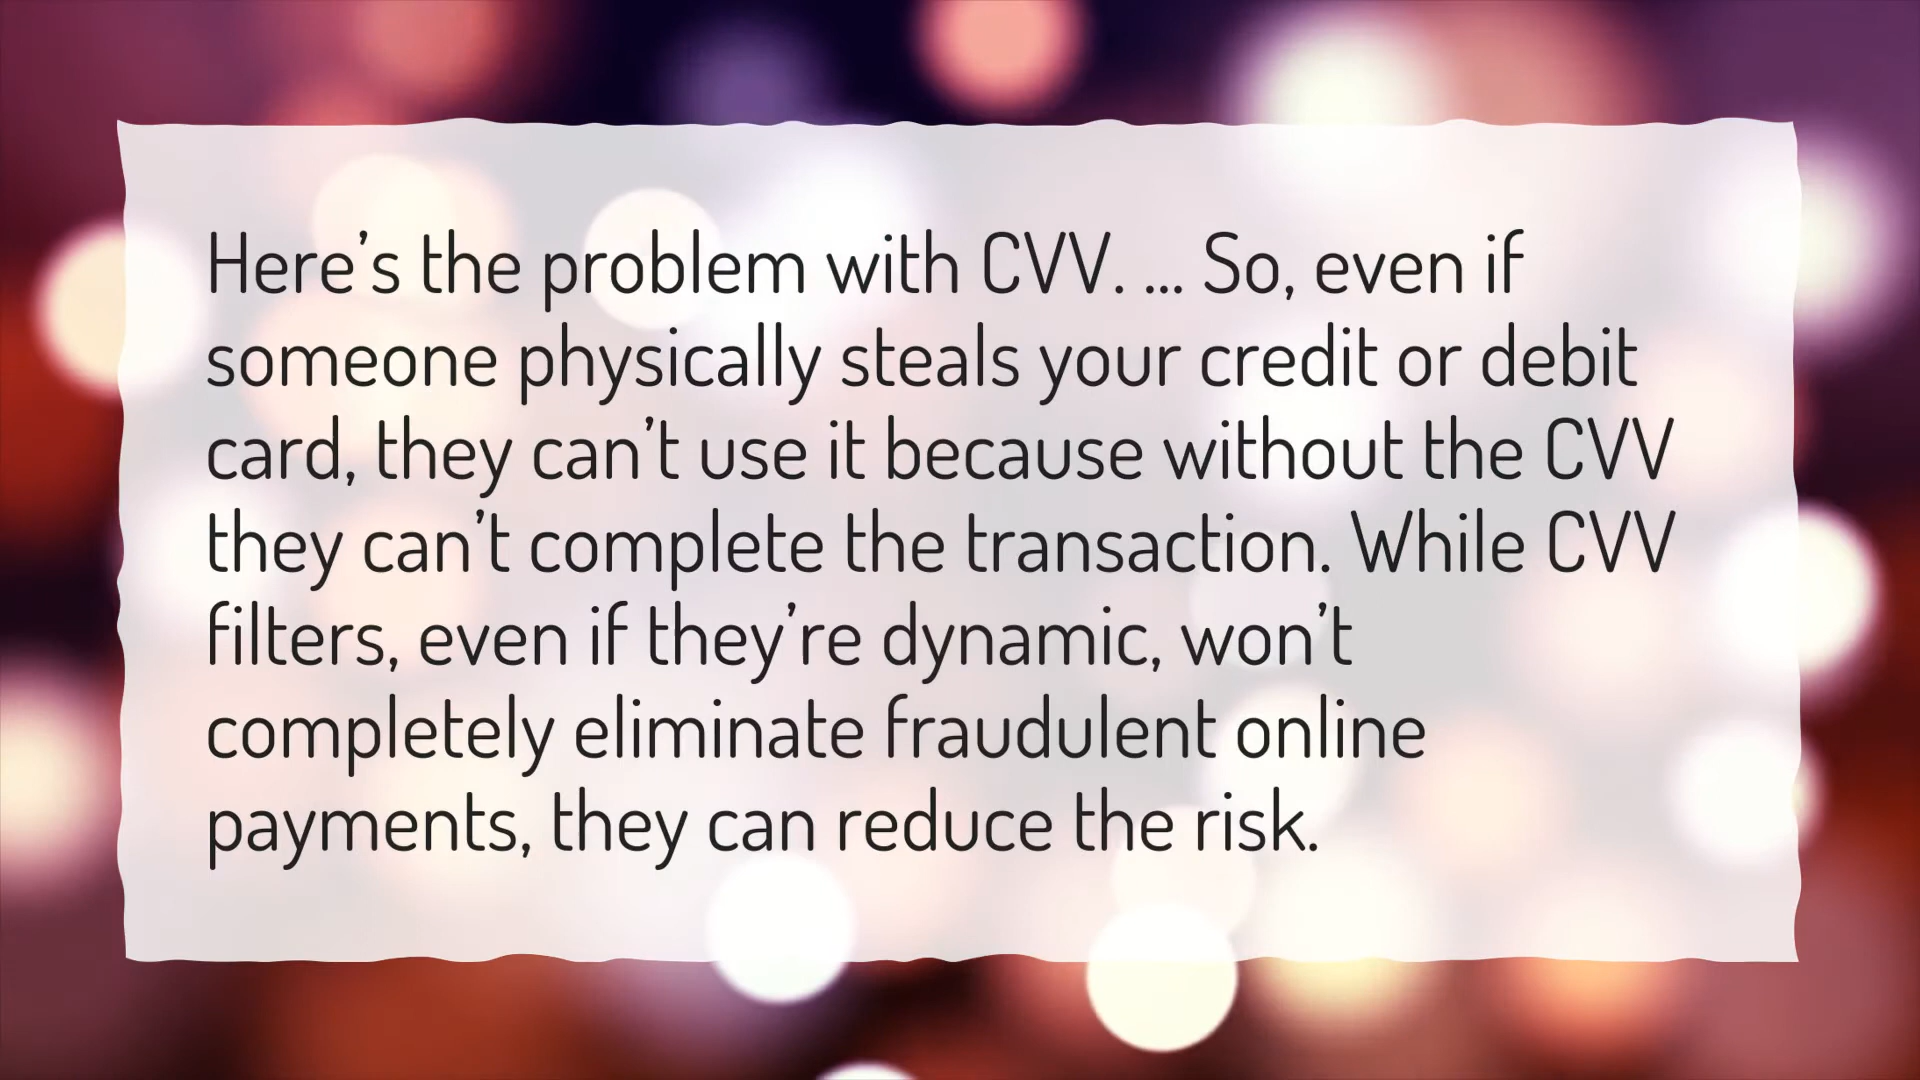 Here's the problem with CVV. ... So, even if
someone physically steals your credit or debit
card, they can't use it because without the CVV
they can't complete the transaction. While CVV
filters, even if they're dynamic, won't
completely eliminate fraudulent online
payments, they can reduce the risk.